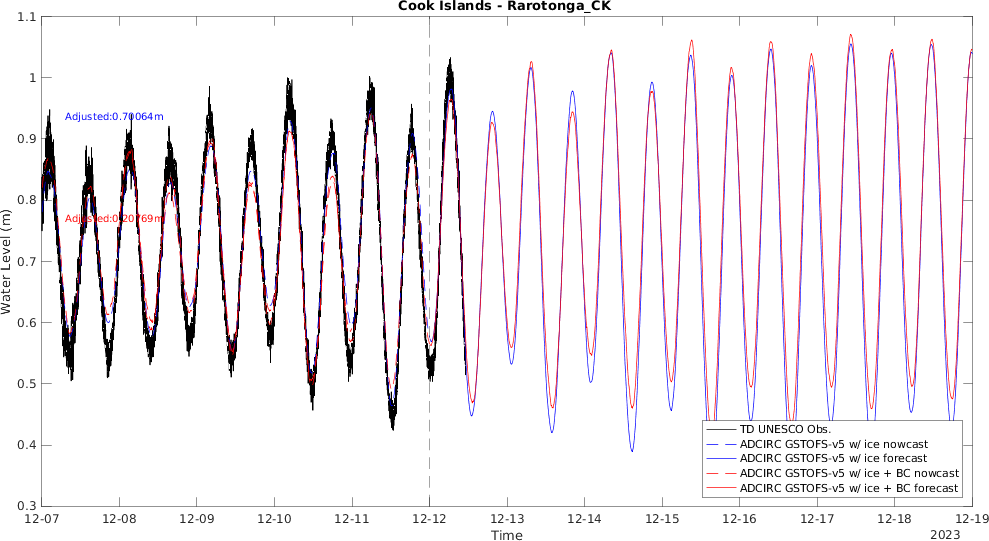 Cook Islands - Rarotonga_CK
1.1
1
0.9
0.8
0.7
0.6
0.5
0.4
0.3
Water Level (m)
Adjusted:0.70064m
Adjusted:0.20769m
TD UNESCO Obs.
ADCIRC GSTOFS-v5 w/ ice nowcast
ADCIRC GSTOFS-v5 w/ ice forecast
ADCIRC GSTOFS-v5 w/ ice + BC nowcast
ADCIRC GSTOFS-v5 w/ ice + BC forecast
12-07 12-08 12-09 12-10 12-11 12-12 12-13 12-14 12-15 12-16 12-17 12-18 12-19
Time
2023